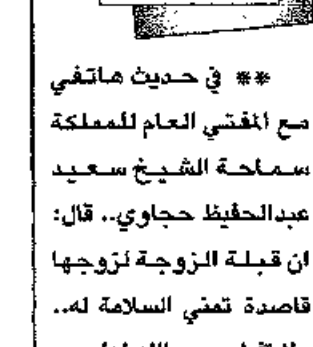 ** في حديث هاتفي
مع المفتي العام للمملكة
سماحة الشيخ سعيد
عبدالحفيظ حجاوي.. قال:
ان قبلة الزوجة لزوجها
قاصدة تمني السلامة له..